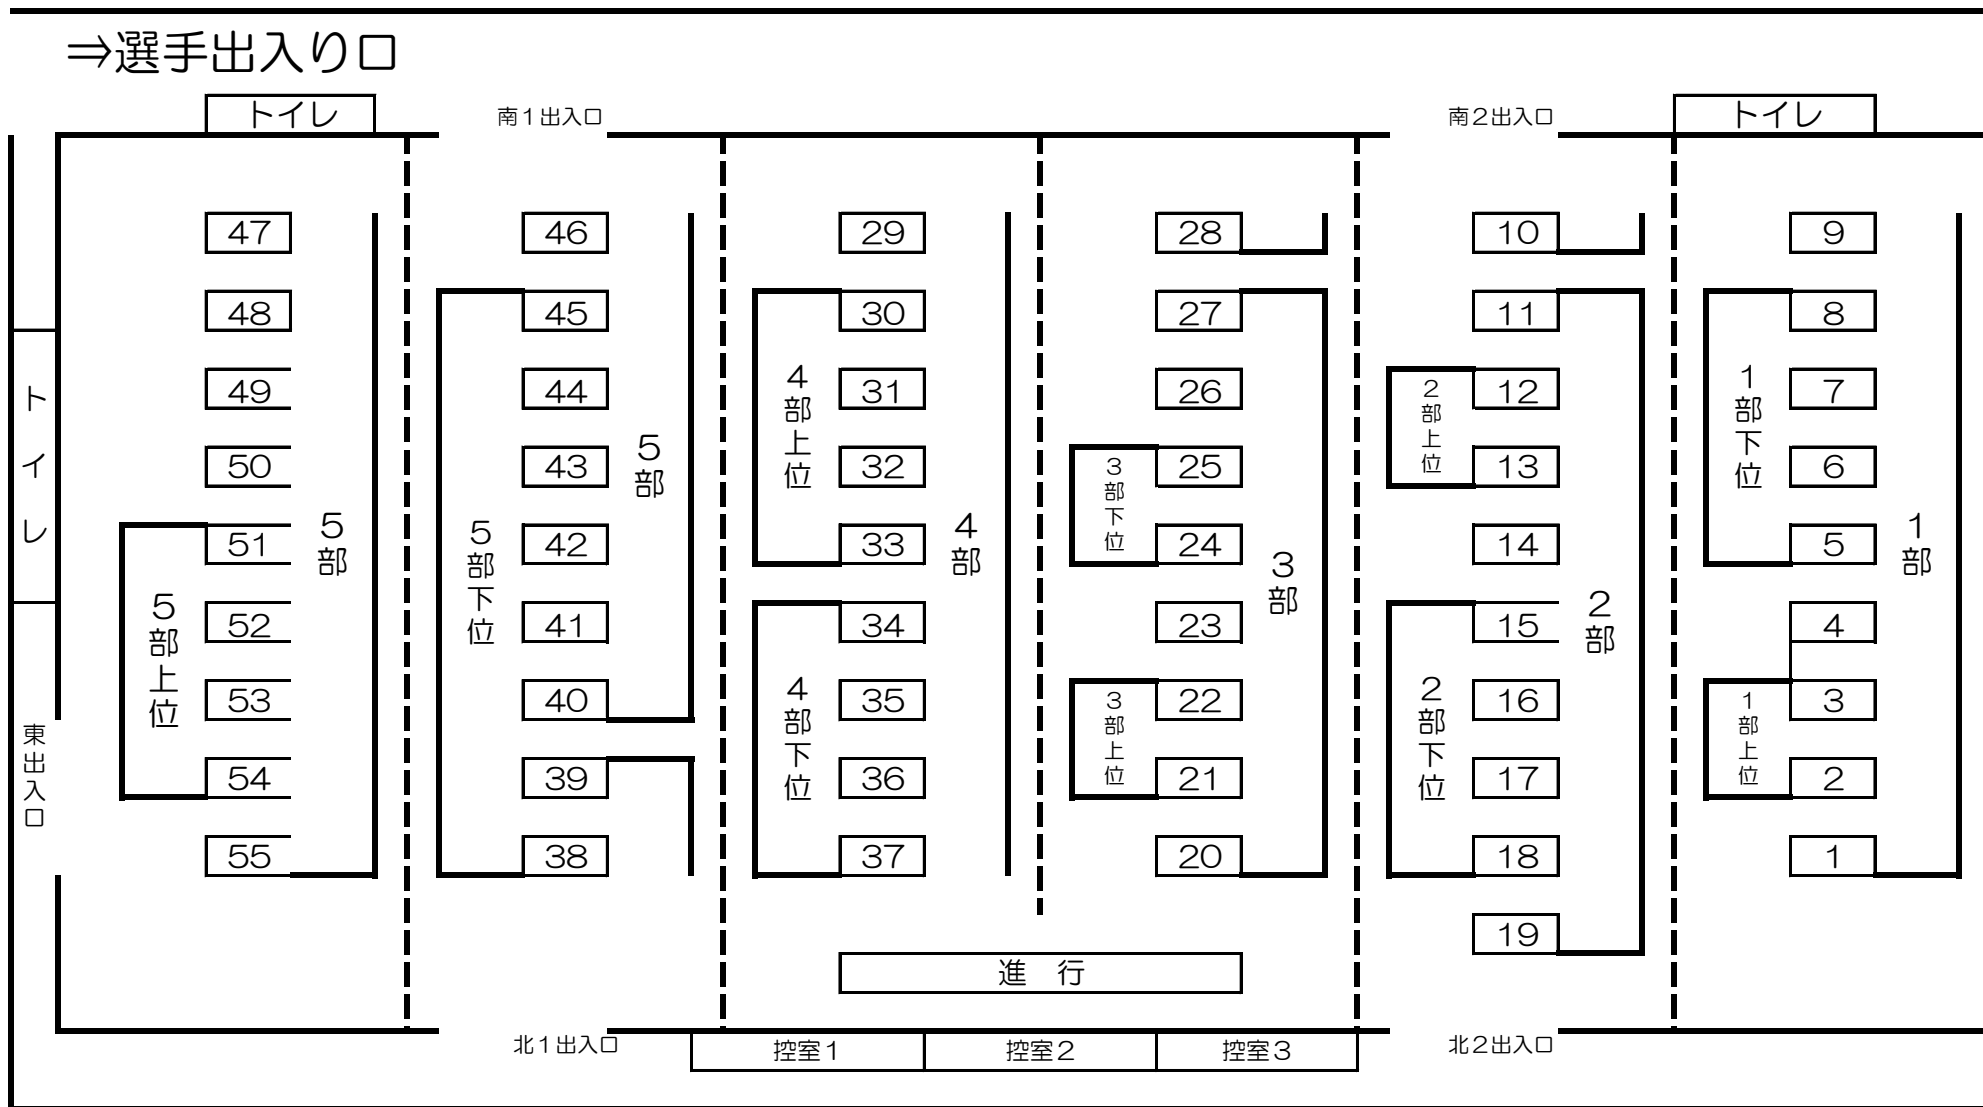 ⇒選手出入り口
トイレ
南1出入口
南2出入口
トイレ
47 46 29 28 10 9
48 45 30 27 11 8
49 44 31 26 12 7
50 43 32 25 13 6
51 42 33 24 14 5
52 41 34 23 15 4
53 40 35 22 16 3
54 39 36 21 17 2
55 38 37 20 18 1
19
トイレ
東出入口
5部上位
5部
5部下位
5部
4部上位
4部下位
4部
3部下位
3部上位
3部
2部上位
2部下位
2部
1部下位
1部上位
1部
進 行
北1出入口
控室1
控室2
控室3
北2出入口